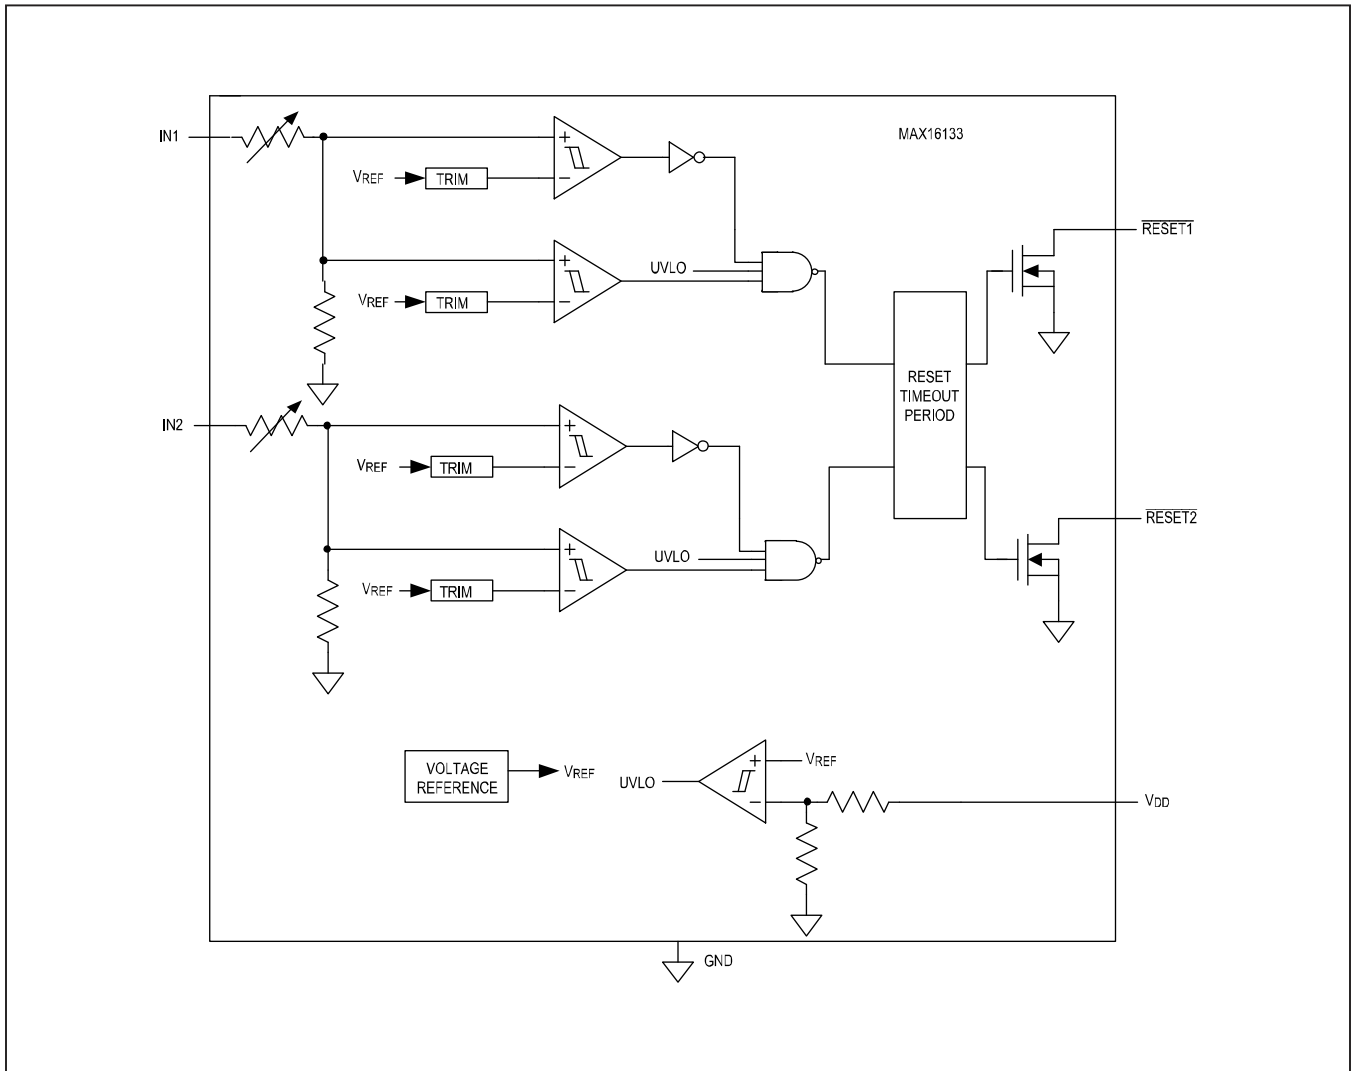 MAX16133
IN1
+
VREF
TRIM
−
RESET1
+
UVLO
VREF
TRIM
−
RESET
TIMEOUT
PERIOD
IN2
+
VREF
TRIM
−
RESET2
+
UVLO
VREF
TRIM
−
VOLTAGE
REFERENCE
VREF
UVLO
+
VREF
−
VDD
GND